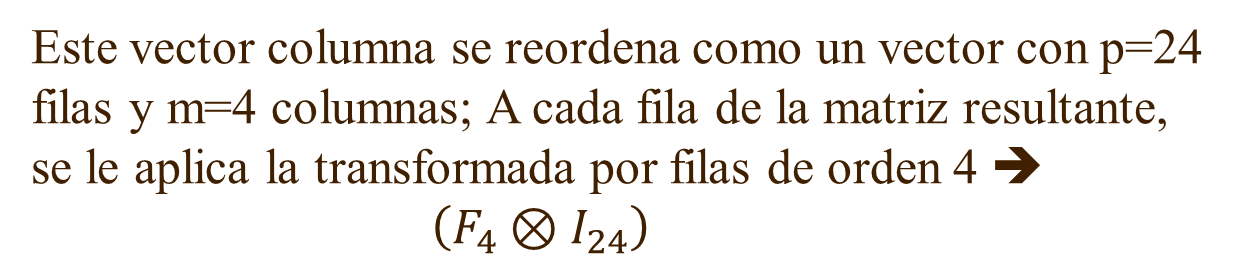 Este vector columna se reordena como un vector con p=24
filas y m=4 columnas; A cada fila de la matriz resultante,
se le aplica la transformada por filas de orden 4 ➔
(𝐹₄ ⊗ 𝐼₂₄)